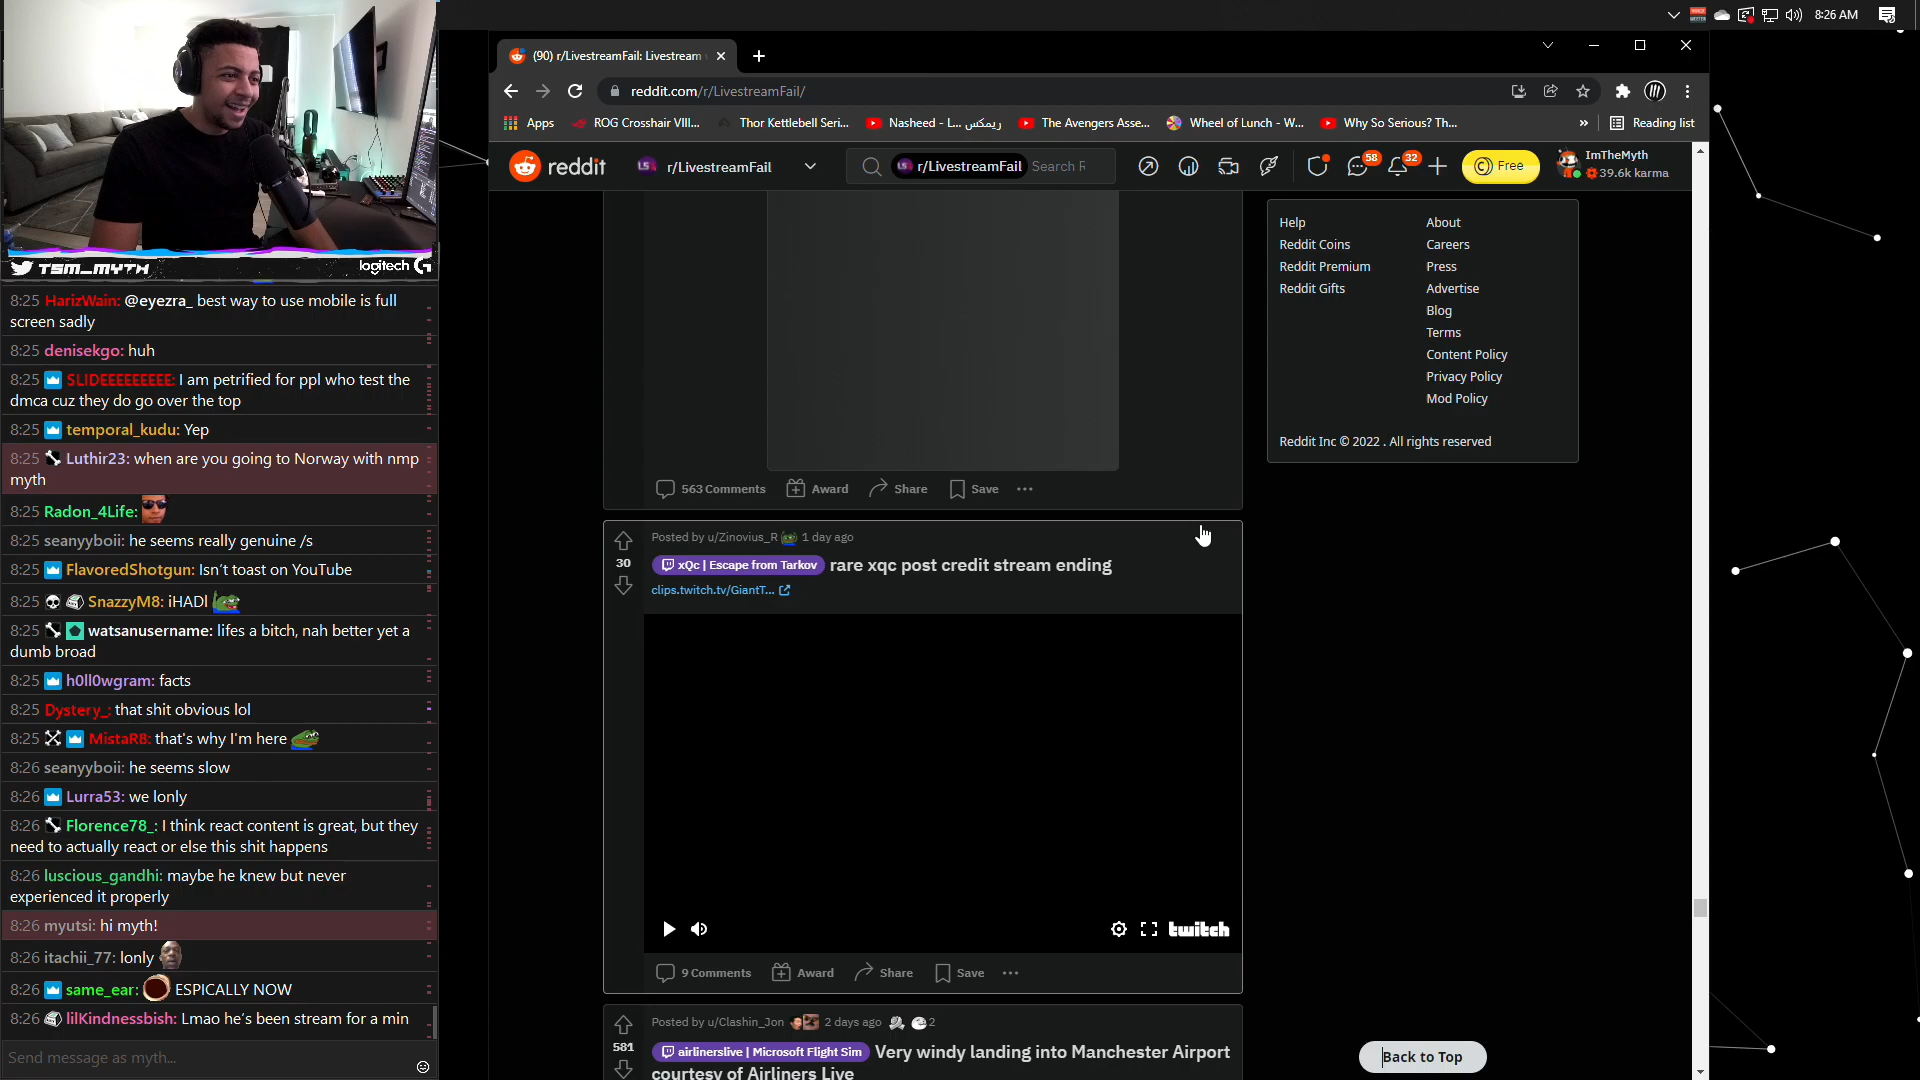 TSM_MYTH
logitech G
8:25 HarizWain: @eyezra_ best way to use mobile is full
screen sadly
8:25 denisekgo: huh
8:25 SLIDEEEEEEEEE: I am petrified for ppl who test the
dmca cuz they do go over the top
8:25 temporal_kudu: Yep
8:25 Luthir23: when are you going to Norway with nmp
myth
8:25 Radon_4Life:
8:25 seanyyboii: he seems really genuine /s
8:25 FlavoredShotgun: Isn't toast on YouTube
8:25 SnazzyM8: iHADl
8:25 watsanusername: lifes a bitch, nah better yet a
dumb broad
8:25 h0ll0wgram: facts
8:25 Dystery_: that shit obvious lol
8:25 MistaRB: that's why I'm here
8:26 seanyyboii: he seems slow
8:26 Lurra53: we lonly
8:26 Florence78_: I think react content is great, but they
need to actually react or else this shit happens
8:26 luscious_gandhi: maybe he knew but never
experienced it properly
8:26 myutsi: hi myth!
8:26 itachii_77: lonly
8:26 same_ear: ESPICALLY NOW
8:26 lilKindnessbish: Lmao he's been stream for a min
Send message as myth...
8:26 AM
(90) r/LivestreamFail: Livestream
reddit.com/r/LivestreamFail/
Apps
ROG Crosshair VIII...
Thor Kettlebell Seri...
Nasheed - L... ريمكس
The Avengers Asse...
Wheel of Lunch - W...
Why So Serious? Th...
»
Reading list
reddit
r/LivestreamFail
r/LivestreamFail Search R
58
32
Free
ImTheMyth
39.6k karma
563 Comments
Award
Share
Save
Posted by u/Zinovius_R 1 day ago
30
xQc | Escape from Tarkov rare xqc post credit stream ending
clips.twitch.tv/GiantT...
twitch
9 Comments
Award
Share
Save
Posted by u/Clashin_Jon 2 days ago 2
581
airlinerslive | Microsoft Flight Sim Very windy landing into Manchester Airport
courtesy of Airliners Live
Help
Reddit Coins
Reddit Premium
Reddit Gifts
About
Careers
Press
Advertise
Blog
Terms
Content Policy
Privacy Policy
Mod Policy
Reddit Inc © 2022 . All rights reserved
Back to Top